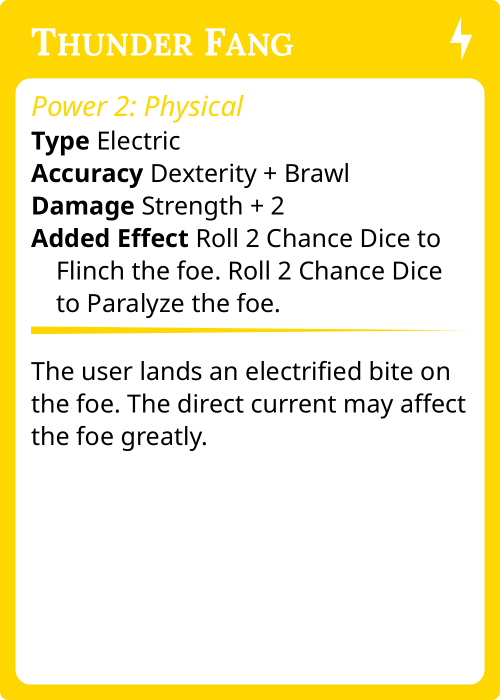 Thunder Fang
Power 2: Physical
Type Electric
Accuracy Dexterity + Brawl
Damage Strength + 2
Added Effect Roll 2 Chance Dice to
Flinch the foe. Roll 2 Chance Dice
to Paralyze the foe.
The user lands an electrified bite on
the foe. The direct current may affect
the foe greatly.